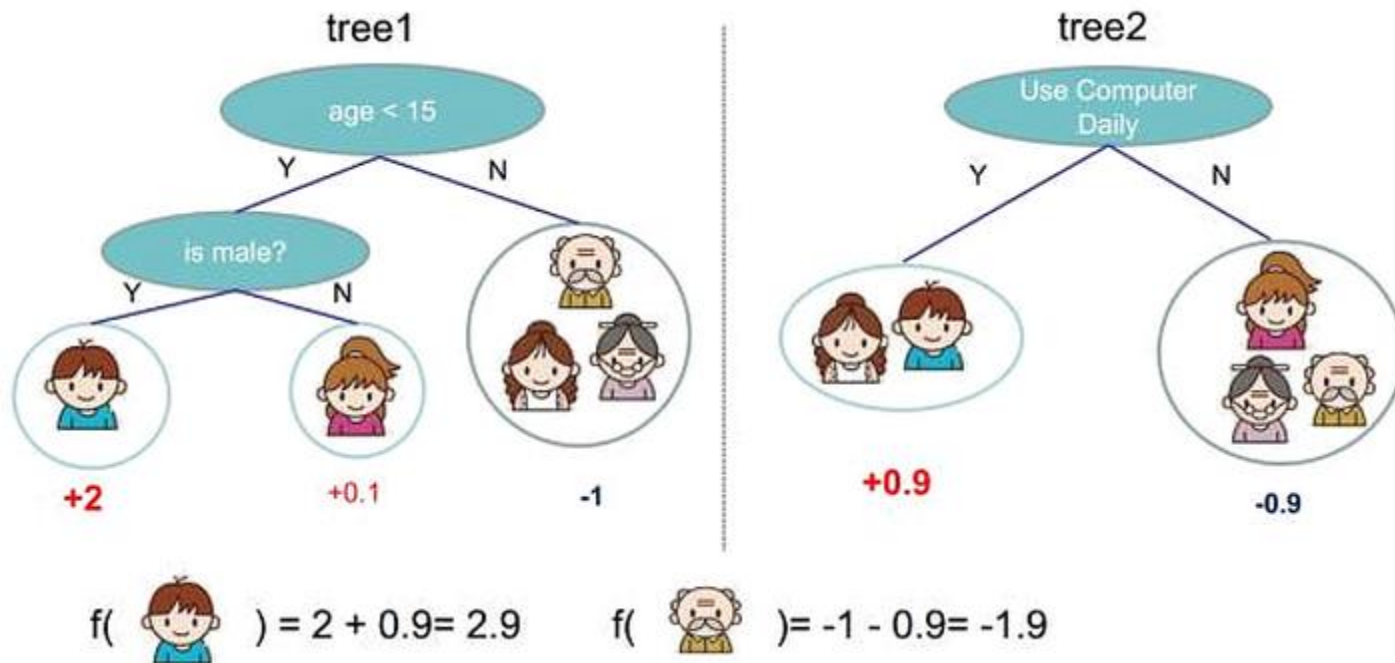 tree1
tree2
age < 15
Use Computer
Daily
Y
N
Y
N
is male?
Y
N
+2
+0.1
-1
+0.9
-0.9
f( ) = 2 + 0.9= 2.9
f( )= -1 - 0.9= -1.9